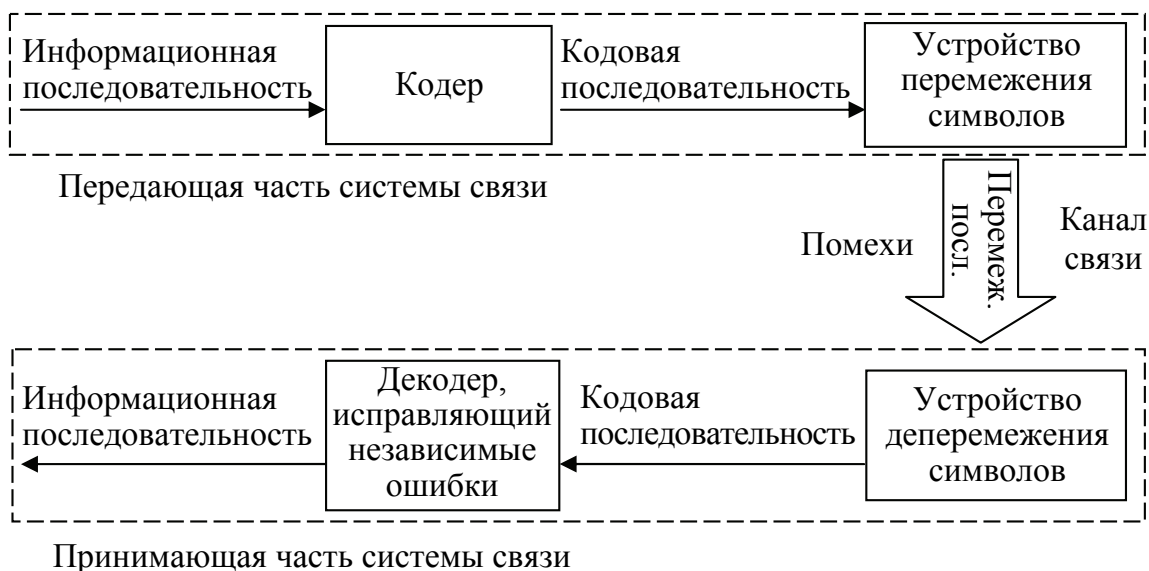 Информационная
последовательность
Кодер
Кодовая
последовательность
Устройство
перемежения
символов
Передающая часть системы связи
Помехи
Перемеж.
посл.
Канал
связи
Информационная
последовательность
Декодер,
исправляющий
независимые
ошибки
Кодовая
последовательность
Устройство
деперемежения
символов
Принимающая часть системы связи